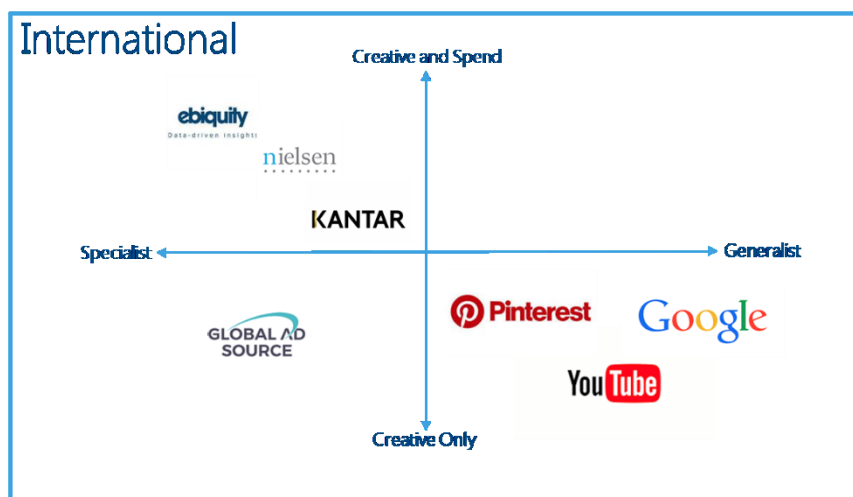 International
Creative and Spend
ebiquity
Data-driven Insights
nielsen
KANTAR
Specialist
Generalist
Pinterest
Google
GLOBAL AD
SOURCE
YouTube
Creative Only